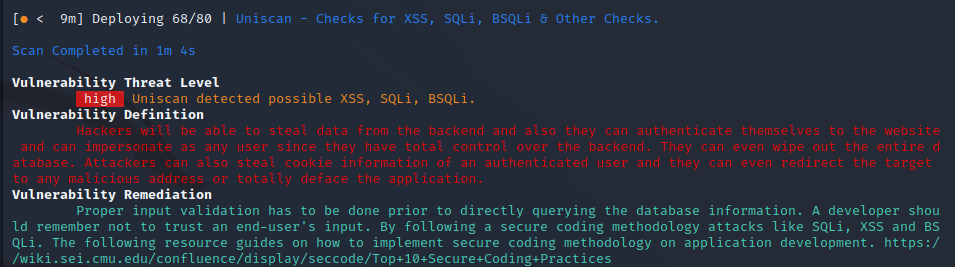 [● < 9m] Deploying 68/80 | Uniscan - Checks for XSS, SQLi, BSQLi & Other Checks.
Scan Completed in 1m 4s
Vulnerability Threat Level
high Uniscan detected possible XSS, SQLi, BSQLi.
Vulnerability Definition
Hackers will be able to steal data from the backend and also they can authenticate themselves to the website
and can impersonate as any user since they have total control over the backend. They can even wipe out the entire d
atabase. Attackers can also steal cookie information of an authenticated user and they can even redirect the target
to any malicious address or totally deface the application.
Vulnerability Remediation
Proper input validation has to be done prior to directly querying the database information. A developer shou
ld remember not to trust an end-user's input. By following a secure coding methodology attacks like SQLi, XSS and BS
QLi. The following resource guides on how to implement secure coding methodology on application development. https:/
/wiki.sei.cmu.edu/confluence/display/seccode/Top+10+Secure+Coding+Practices